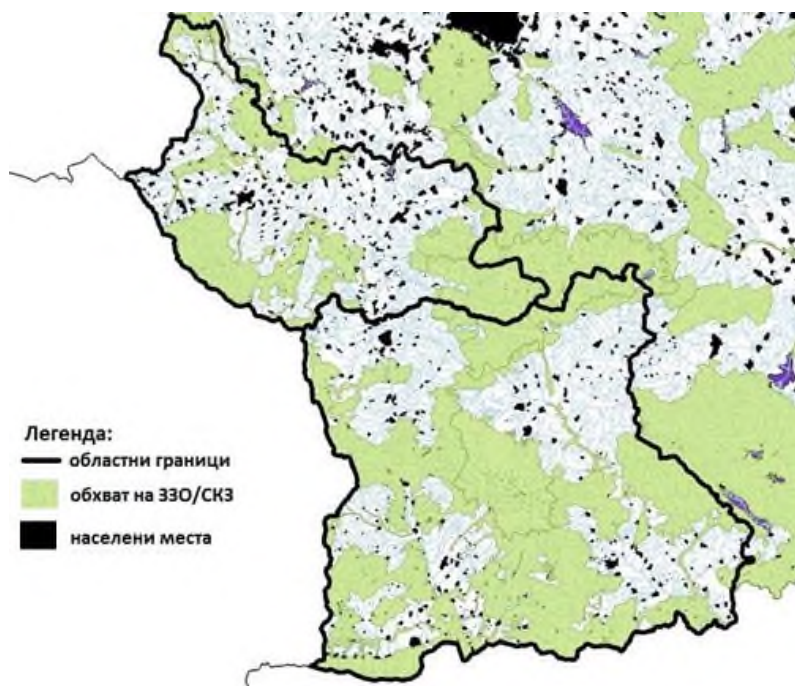 Легенда:
областни граници
обхват на ЗЗО/СКЗ
населени места